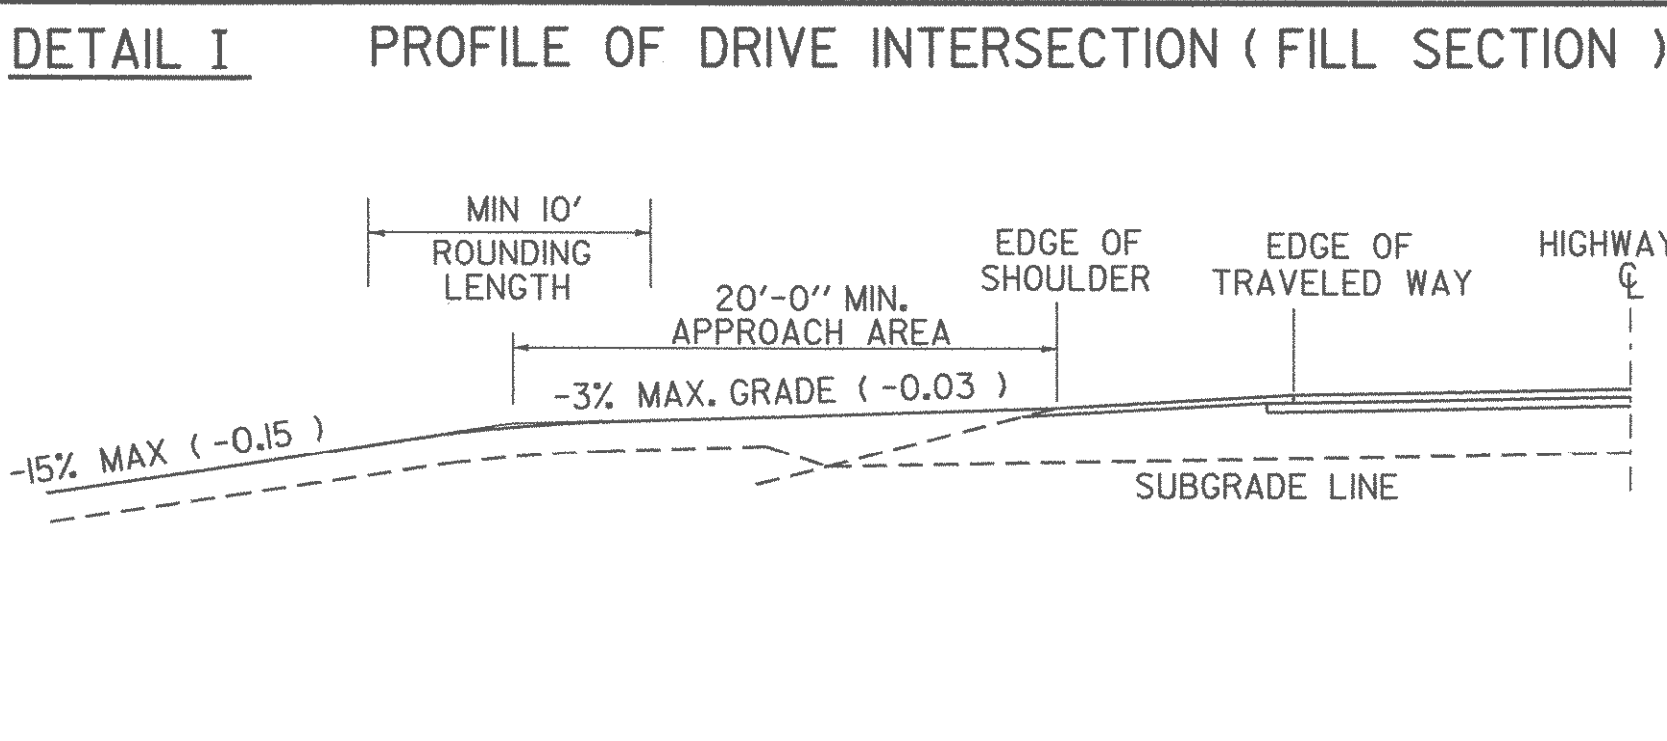 DETAIL I PROFILE OF DRIVE INTERSECTION ( FILL SECTION )
MIN 10'
ROUNDING
LENGTH
20'-0'' MIN.
APPROACH AREA
EDGE OF
SHOULDER
EDGE OF
TRAVELED WAY
HIGHWAY
℄
-3% MAX. GRADE ( -0.03 )
-15% MAX ( -0.15 )
SUBGRADE LINE